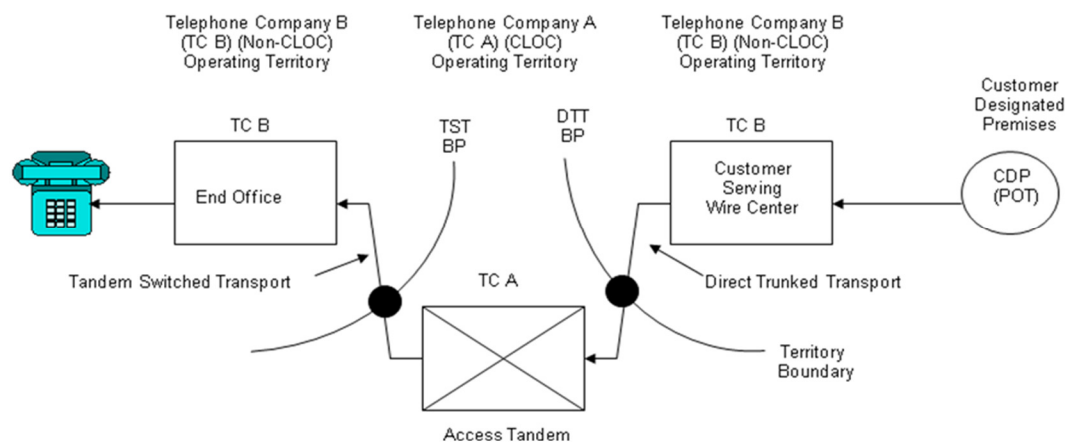 Telephone Company B
(TC B) (Non-CLOC)
Operating Territory
Telephone Company A
(TC A) (CLOC)
Operating Territory
Telephone Company B
(TC B) (Non-CLOC)
Operating Territory
Customer
Designated
Premises
TC B
TST
BP
DTT
BP
TC B
End Office
Customer
Serving
Wire Center
CDP
(POT)
Tandem Switched Transport
TC A
Direct Trunked Transport
Territory
Boundary
Access Tandem